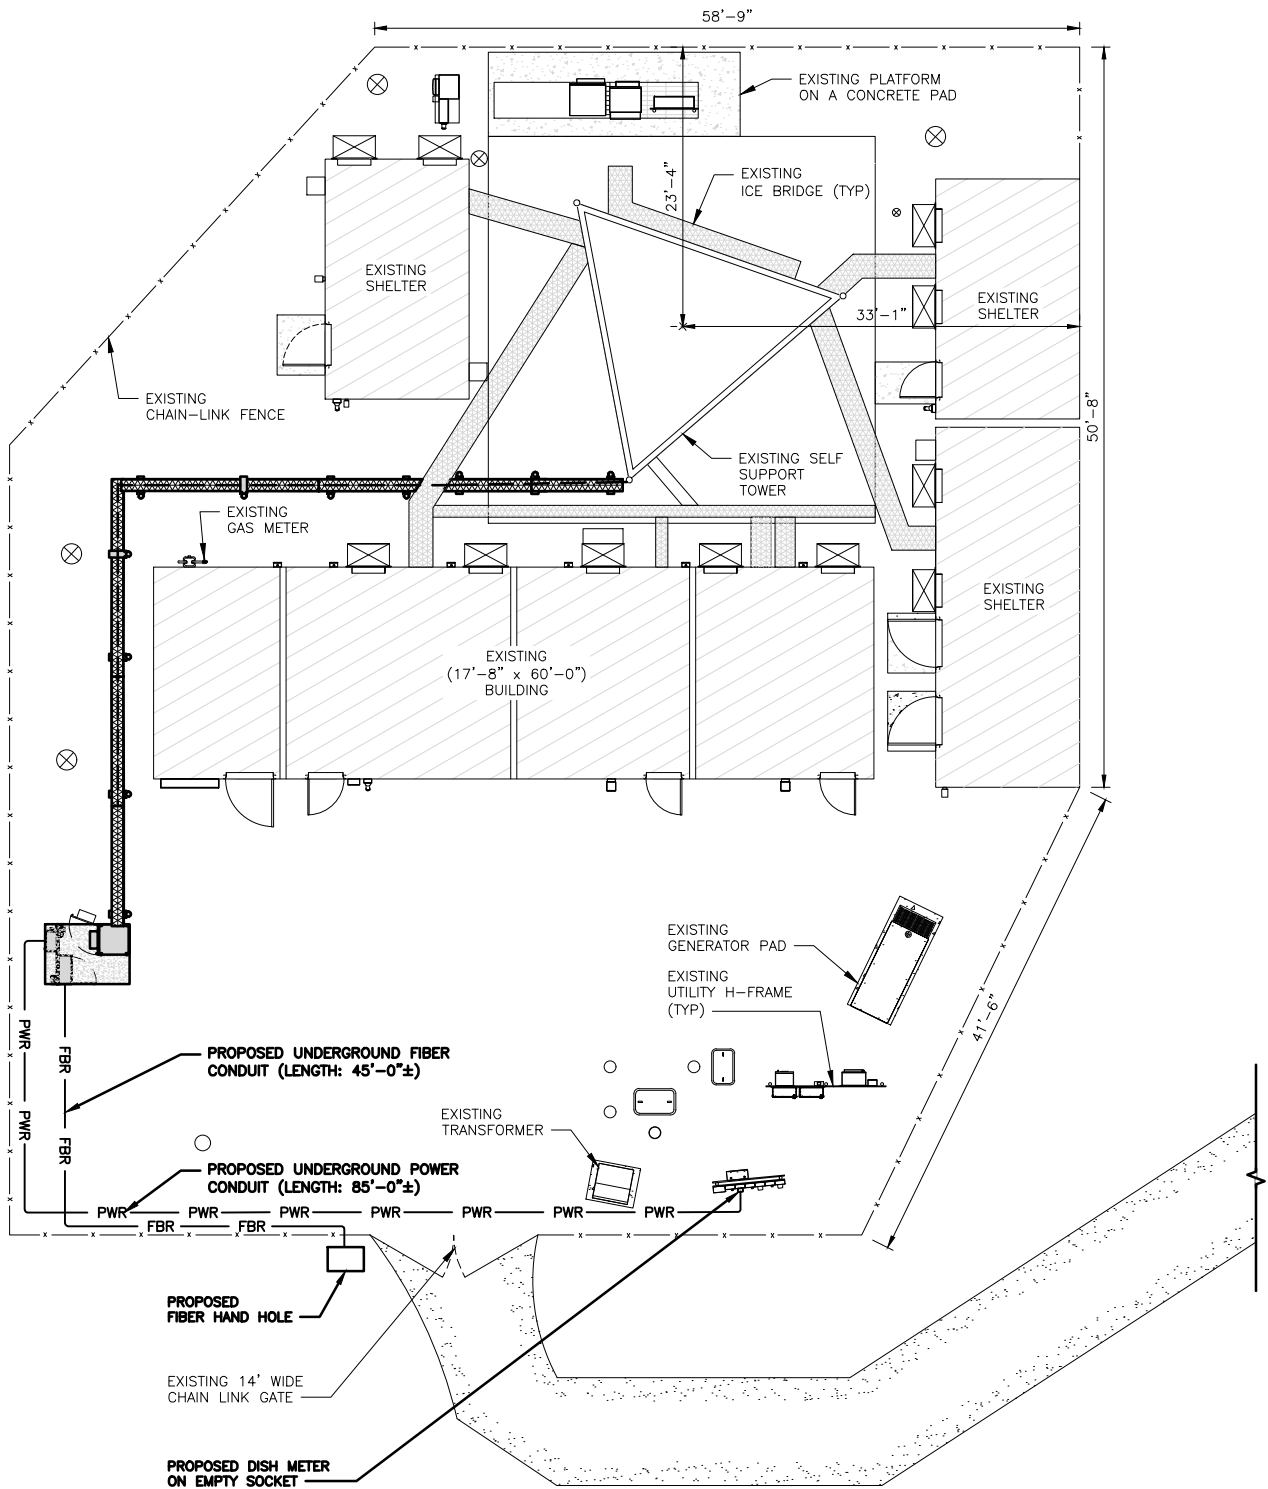 58'-9"
EXISTING PLATFORM
ON A CONCRETE PAD
23'-4"
EXISTING
ICE BRIDGE (TYP)
EXISTING
SHELTER
EXISTING
SHELTER
33'-1"
EXISTING
CHAIN-LINK FENCE
50'-8"
EXISTING SELF
SUPPORT
TOWER
EXISTING
GAS METER
EXISTING
SHELTER
EXISTING
(17'-8" x 60'-0")
BUILDING
EXISTING
GENERATOR PAD
EXISTING
UTILITY H-FRAME
(TYP)
41'-6"
PWR
FBR
PROPOSED UNDERGROUND FIBER
CONDUIT (LENGTH: 45'-0"±)
PWR
FBR
EXISTING
TRANSFORMER
PROPOSED UNDERGROUND POWER
CONDUIT (LENGTH: 85'-0"±)
PWR PWR PWR PWR PWR PWR PWR
FBR FBR
PROPOSED
FIBER HAND HOLE
EXISTING 14' WIDE
CHAIN LINK GATE
PROPOSED DISH METER
ON EMPTY SOCKET